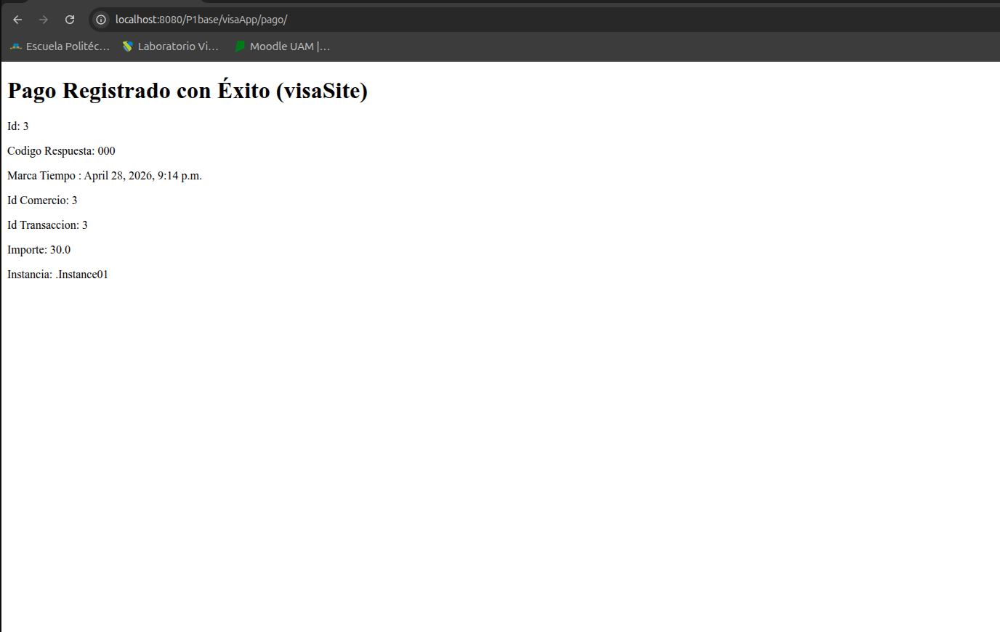 localhost:8080/P1base/visaApp/pago/
Escuela Politéc...
Laboratorio Vi...
Moodle UAM |...
Pago Registrado con Éxito (visaSite)
Id: 3
Codigo Respuesta: 000
Marca Tiempo : April 28, 2026, 9:14 p.m.
Id Comercio: 3
Id Transaccion: 3
Importe: 30.0
Instancia: .Instance01